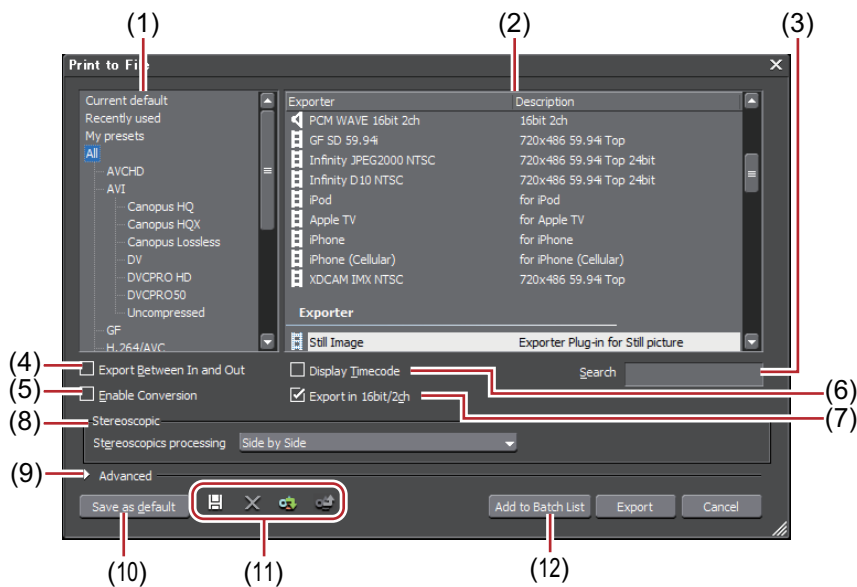 (1)
(2)
(3)
Print to File
Current default
Recently used
My presets
All
AVCHD
AVI
Canopus HQ
Canopus HQX
Canopus Lossless
DV
DVCPRO HD
DVCPRO50
Uncompressed
GF
H.264/AVC
Exporter Description
PCM WAVE 16bit 2ch 16bit 2ch
GF SD 59.94i 720x486 59.94i Top
Infinity JPEG2000 NTSC 720x486 59.94i Top 24bit
Infinity D10 NTSC 720x486 59.94i Top 24bit
iPod for iPod
Apple TV for Apple TV
iPhone for iPhone
iPhone (Cellular) for iPhone (Cellular)
XDCAM IMX NTSC 720x486 59.94i Top
Exporter
Still Image Exporter Plug-in for Still picture
(4)
Export Between In and Out
Display Timecode
Search
(6)
(5)
Enable Conversion
Export in 16bit/2ch
(7)
(8)
Stereoscopic
Stereoscopics processing Side by Side
(9)
Advanced
Save as default
Add to Batch List
Export
Cancel
(10)
(11)
(12)